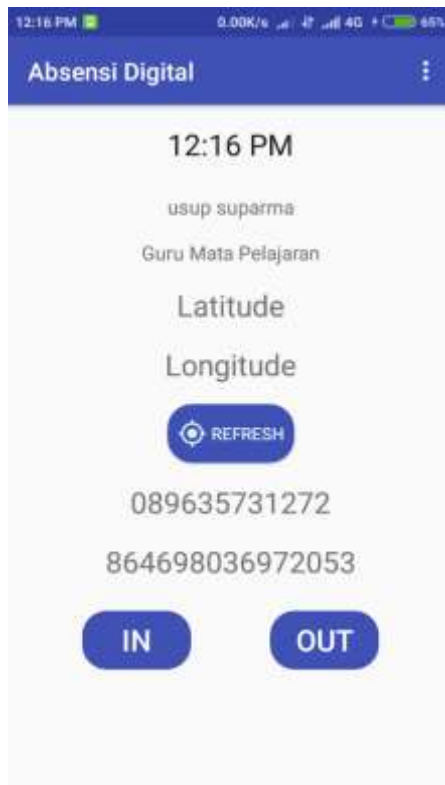 12:16 PM 0.00K/s 4G 65%
Absensi Digital
12:16 PM
usup suparma
Guru Mata Pelajaran
Latitude
Longitude
REFRESH
089635731272
864698036972053
IN OUT